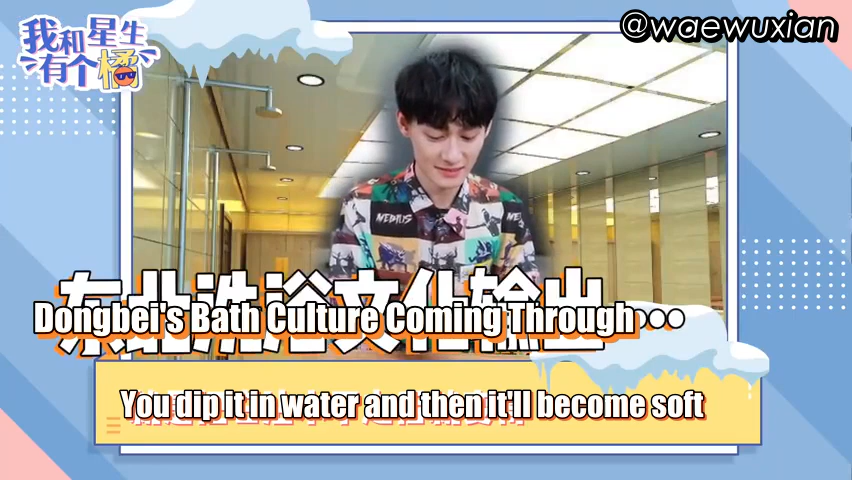 我和星生
有个橘
@waewuxian
NEDIUS
东北洗浴文化输出……
Dongbei's Bath Culture Coming Through
You dip it in water and then it'll become soft